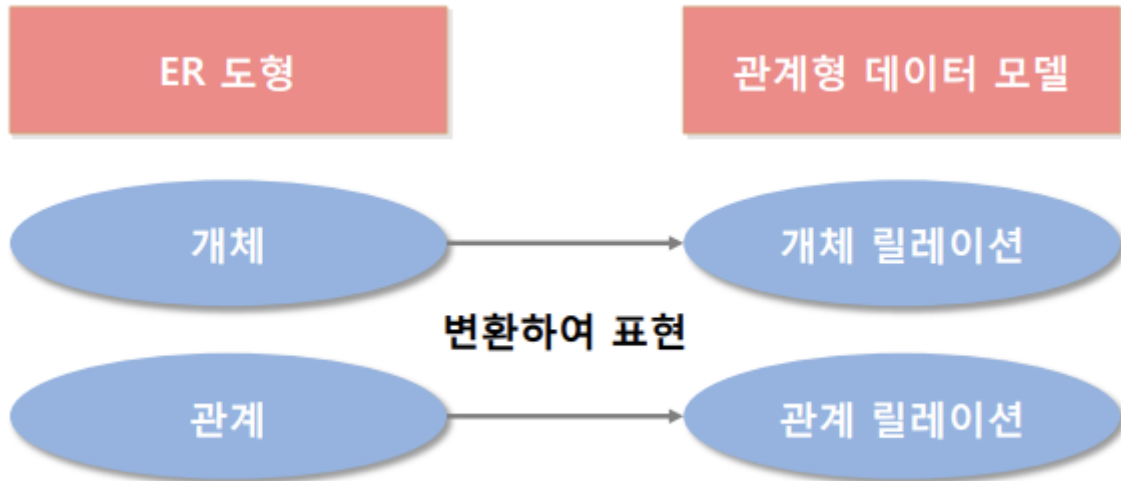 ER 도형
관계형 데이터 모델
개체
개체 릴레이션
변환하여 표현
관계
관계 릴레이션